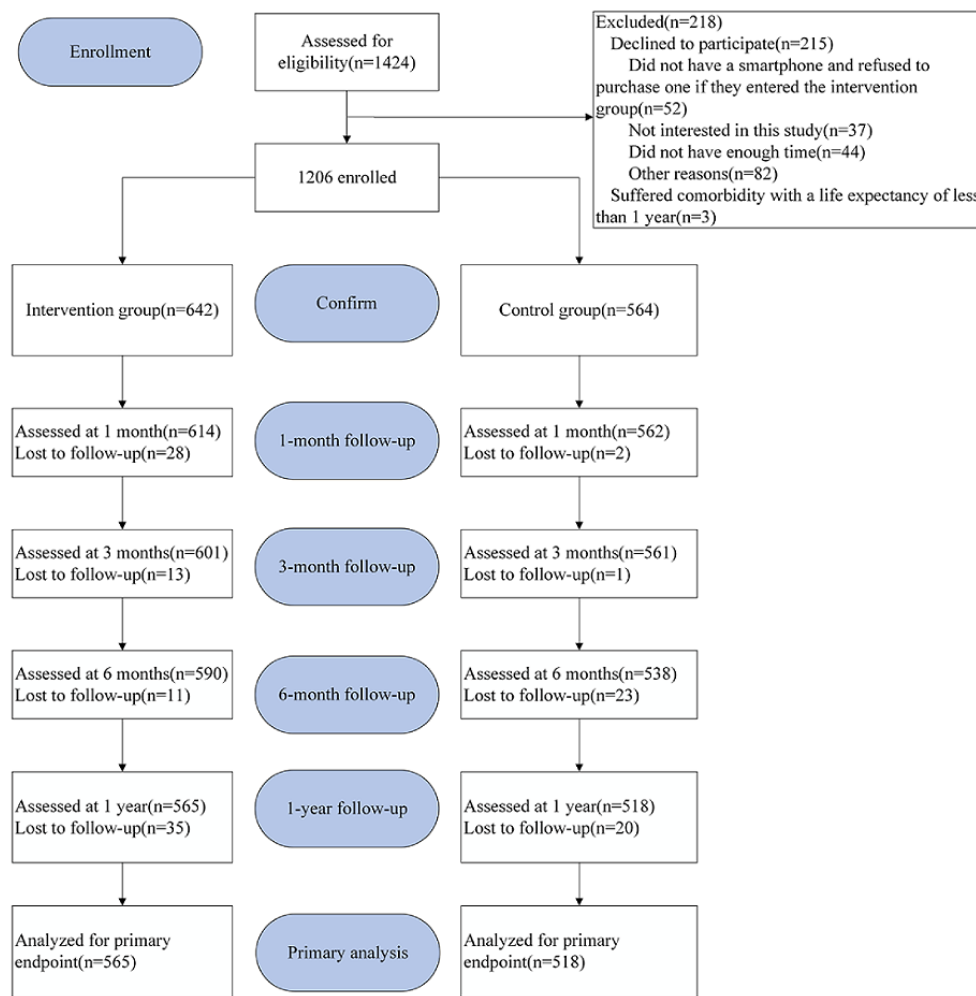 Enrollment
Assessed for
eligibility(n=1424)
Excluded(n=218)
Declined to participate(n=215)
Did not have a smartphone and refused to
purchase one if they entered the intervention
group(n=52)
Not interested in this study(n=37)
Did not have enough time(n=44)
Other reasons(n=82)
Suffered comorbidity with a life expectancy of less
than 1 year(n=3)
1206 enrolled
Intervention group(n=642)
Confirm
Control group(n=564)
Assessed at 1 month(n=614)
Lost to follow-up(n=28)
1-month follow-up
Assessed at 1 month(n=562)
Lost to follow-up(n=2)
Assessed at 3 months(n=601)
Lost to follow-up(n=13)
3-month follow-up
Assessed at 3 months(n=561)
Lost to follow-up(n=1)
Assessed at 6 months(n=590)
Lost to follow-up(n=11)
6-month follow-up
Assessed at 6 months(n=538)
Lost to follow-up(n=23)
Assessed at 1 year(n=565)
Lost to follow-up(n=35)
1-year follow-up
Assessed at 1 year(n=518)
Lost to follow-up(n=20)
Analyzed for primary
endpoint(n=565)
Primary analysis
Analyzed for primary
endpoint(n=518)